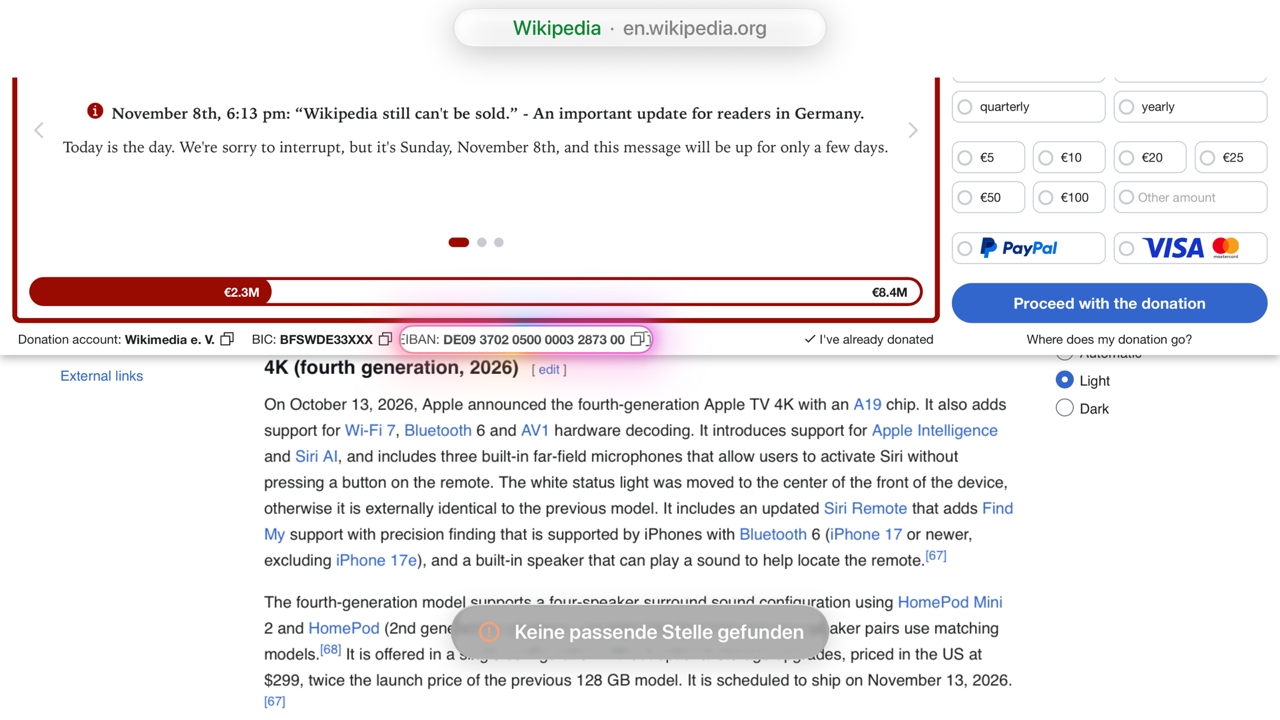 Wikipedia · en.wikipedia.org
November 8th, 6:13 pm: “Wikipedia still can't be sold.” - An important update for readers in Germany.
Today is the day. We're sorry to interrupt, but it's Sunday, November 8th, and this message will be up for only a few days.
€2.3M €8.4M
quarterly yearly
€5 €10 €20 €25
€50 €100 Other amount
PayPal VISA mastercard
Proceed with the donation
Donation account: Wikimedia e. V. BIC: BFSWDE33XXX IBAN: DE09 3702 0500 0003 2873 00 I've already donated Where does my donation go?
External links
Automatic
Light
Dark
4K (fourth generation, 2026) [ edit ]
On October 13, 2026, Apple announced the fourth-generation Apple TV 4K with an A19 chip. It also adds
support for Wi-Fi 7, Bluetooth 6 and AV1 hardware decoding. It introduces support for Apple Intelligence
and Siri AI, and includes three built-in far-field microphones that allow users to activate Siri without
pressing a button on the remote. The white status light was moved to the center of the front of the device,
otherwise it is externally identical to the previous model. It includes an updated Siri Remote that adds Find
My support with precision finding that is supported by iPhones with Bluetooth 6 (iPhone 17 or newer,
excluding iPhone 17e), and a built-in speaker that can play a sound to help locate the remote.[67]
The fourth-generation model supports a four-speaker surround sound configuration using HomePod Mini
2 and HomePod (2nd speaker pairs use matching
models.[68] It is offered in a priced in the US at
$299, twice the launch price of the previous 128 GB model. It is scheduled to ship on November 13, 2026.
[67]
Keine passende Stelle gefunden